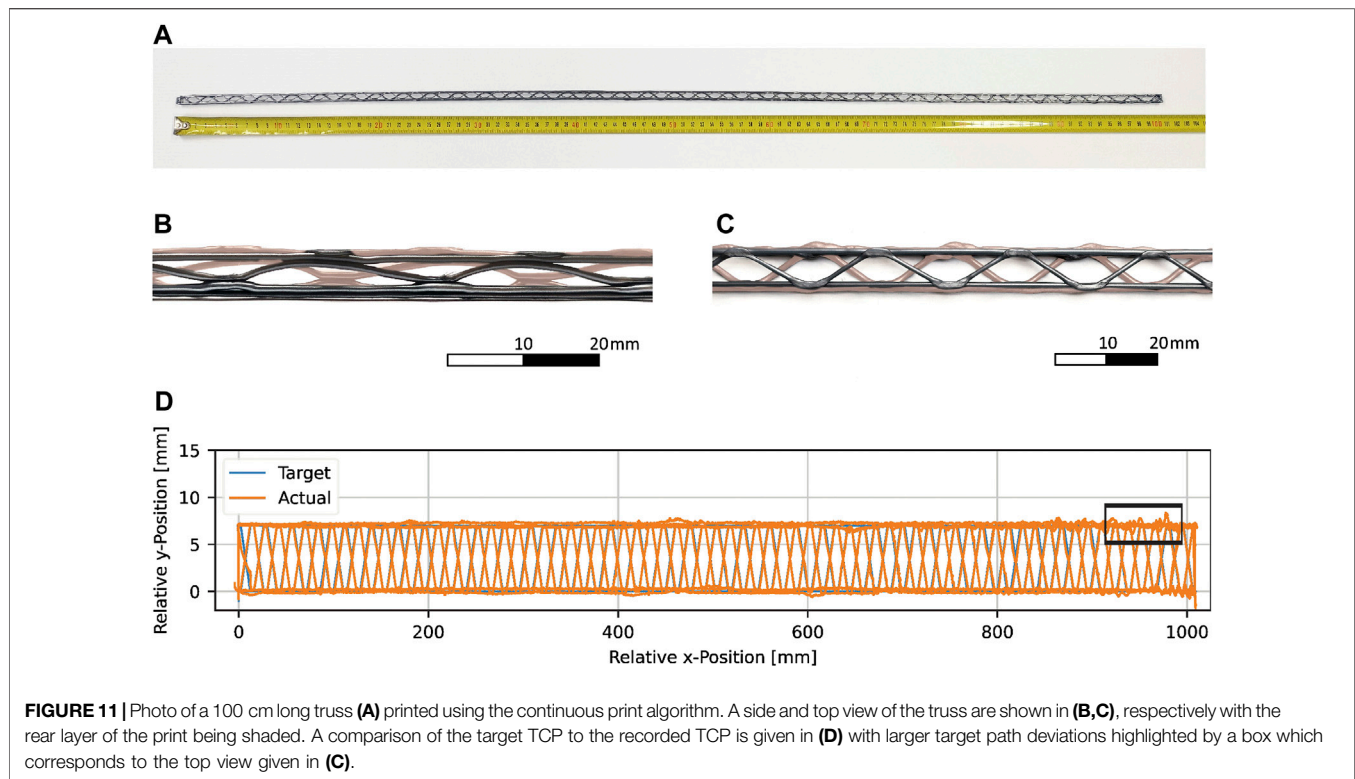 A
B
C
10 20mm
10 20mm
D
15
10
5
0
Relative y-Position [mm]
Target
Actual
0 200 400 600 800 1000
Relative x-Position [mm]
FIGURE 11 | Photo of a 100 cm long truss (A) printed using the continuous print algorithm. A side and top view of the truss are shown in (B,C), respectively with the
rear layer of the print being shaded. A comparison of the target TCP to the recorded TCP is given in (D) with larger target path deviations highlighted by a box which
corresponds to the top view given in (C).